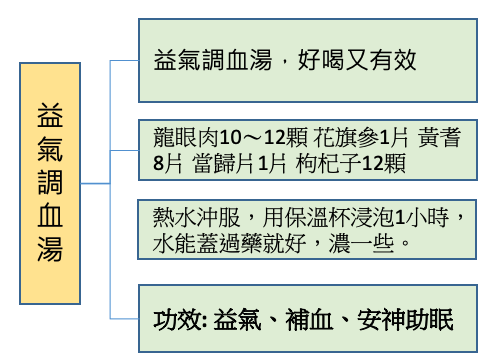 益氣調血湯
益氣調血湯，好喝又有效
龍眼肉10～12顆 花旗參1片 黃耆
8片 當歸片1片 枸杞子12顆
熱水沖服，用保溫杯浸泡1小時，
水能蓋過藥就好，濃一些。
功效: 益氣、補血、安神助眠